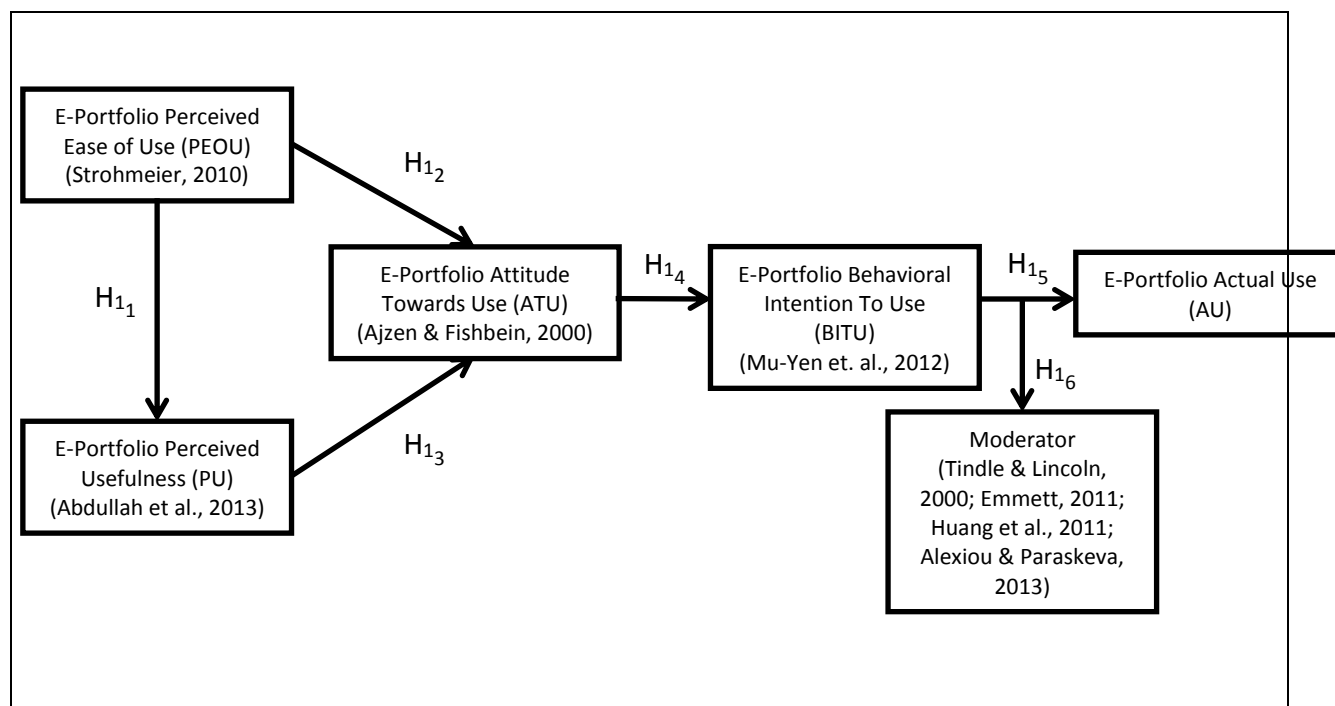 E-Portfolio Perceived
Ease of Use (PEOU)
(Strohmeier, 2010)
H12
H11
E-Portfolio Attitude
Towards Use (ATU)
(Ajzen & Fishbein, 2000)
H14
E-Portfolio Behavioral
Intention To Use
(BITU)
(Mu-Yen et. al., 2012)
H15
E-Portfolio Actual Use
(AU)
H16
E-Portfolio Perceived
Usefulness (PU)
(Abdullah et al., 2013)
H13
Moderator
(Tindle & Lincoln,
2000; Emmett, 2011;
Huang et al., 2011;
Alexiou & Paraskeva,
2013)